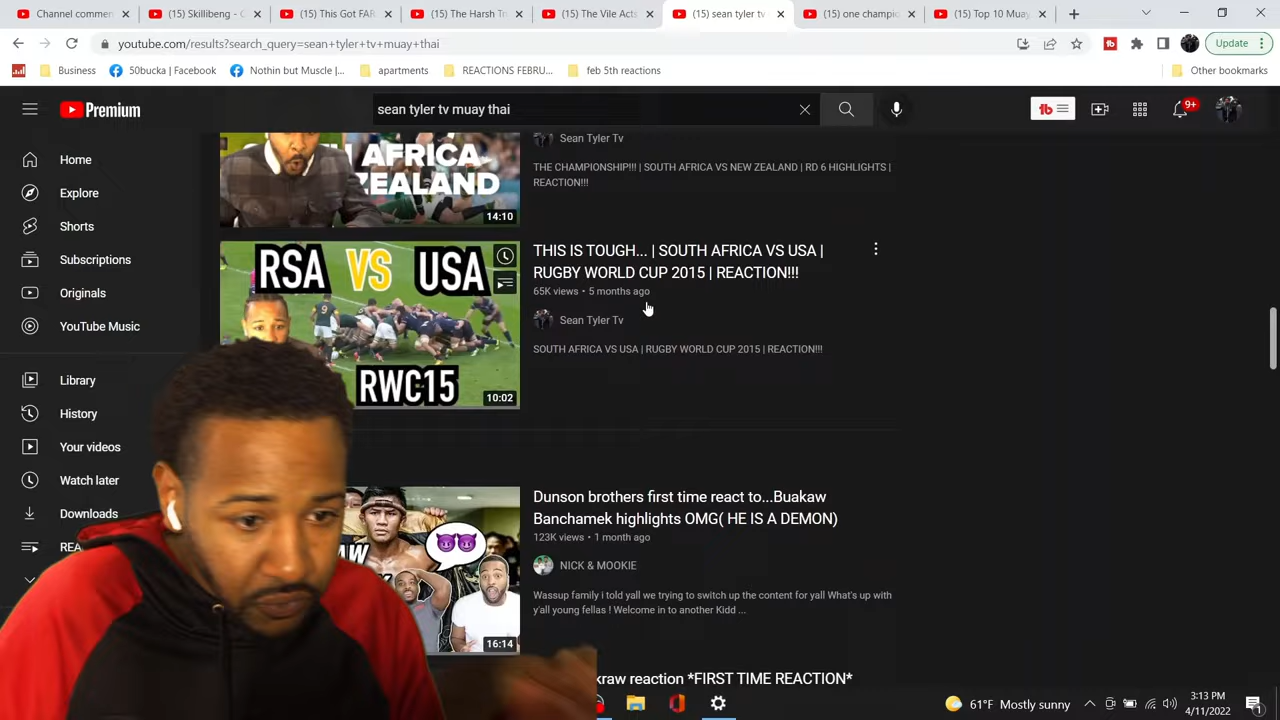 Channel comment
(15) Skillibeng - C
(15) This Got FAR
(15) The Harsh Tr
(15) The Vile Acts
(15) sean tyler tv
(15) one champio
(15) Top 10 Muay
youtube.com/results?search_query=sean+tyler+tv+muay+thai
Update
Business
50bucka | Facebook
Nothin but Muscle |...
apartments
REACTIONS FEBRU...
feb 5th reactions
Other bookmarks
Premium
sean tyler tv muay thai
9+
Home
Explore
Shorts
Subscriptions
Originals
YouTube Music
Library
History
Your videos
Watch later
Downloads
REA
AFRICA
ZEALAND
14:10
Sean Tyler Tv
THE CHAMPIONSHIP!!! | SOUTH AFRICA VS NEW ZEALAND | RD 6 HIGHLIGHTS |
REACTION!!!
RSA VS USA
RWC15
10:02
THIS IS TOUGH... | SOUTH AFRICA VS USA |
RUGBY WORLD CUP 2015 | REACTION!!!
65K views • 5 months ago
Sean Tyler Tv
SOUTH AFRICA VS USA | RUGBY WORLD CUP 2015 | REACTION!!!
16:14
Dunson brothers first time react to...Buakaw
Banchamek highlights OMG( HE IS A DEMON)
123K views • 1 month ago
NICK & MOOKIE
Wassup family i told yall we trying to switch up the content for yall What's up with
y'all young fellas ! Welcome in to another Kidd ...
kraw reaction *FIRST TIME REACTION*
61°F Mostly sunny
3:13 PM
4/11/2022